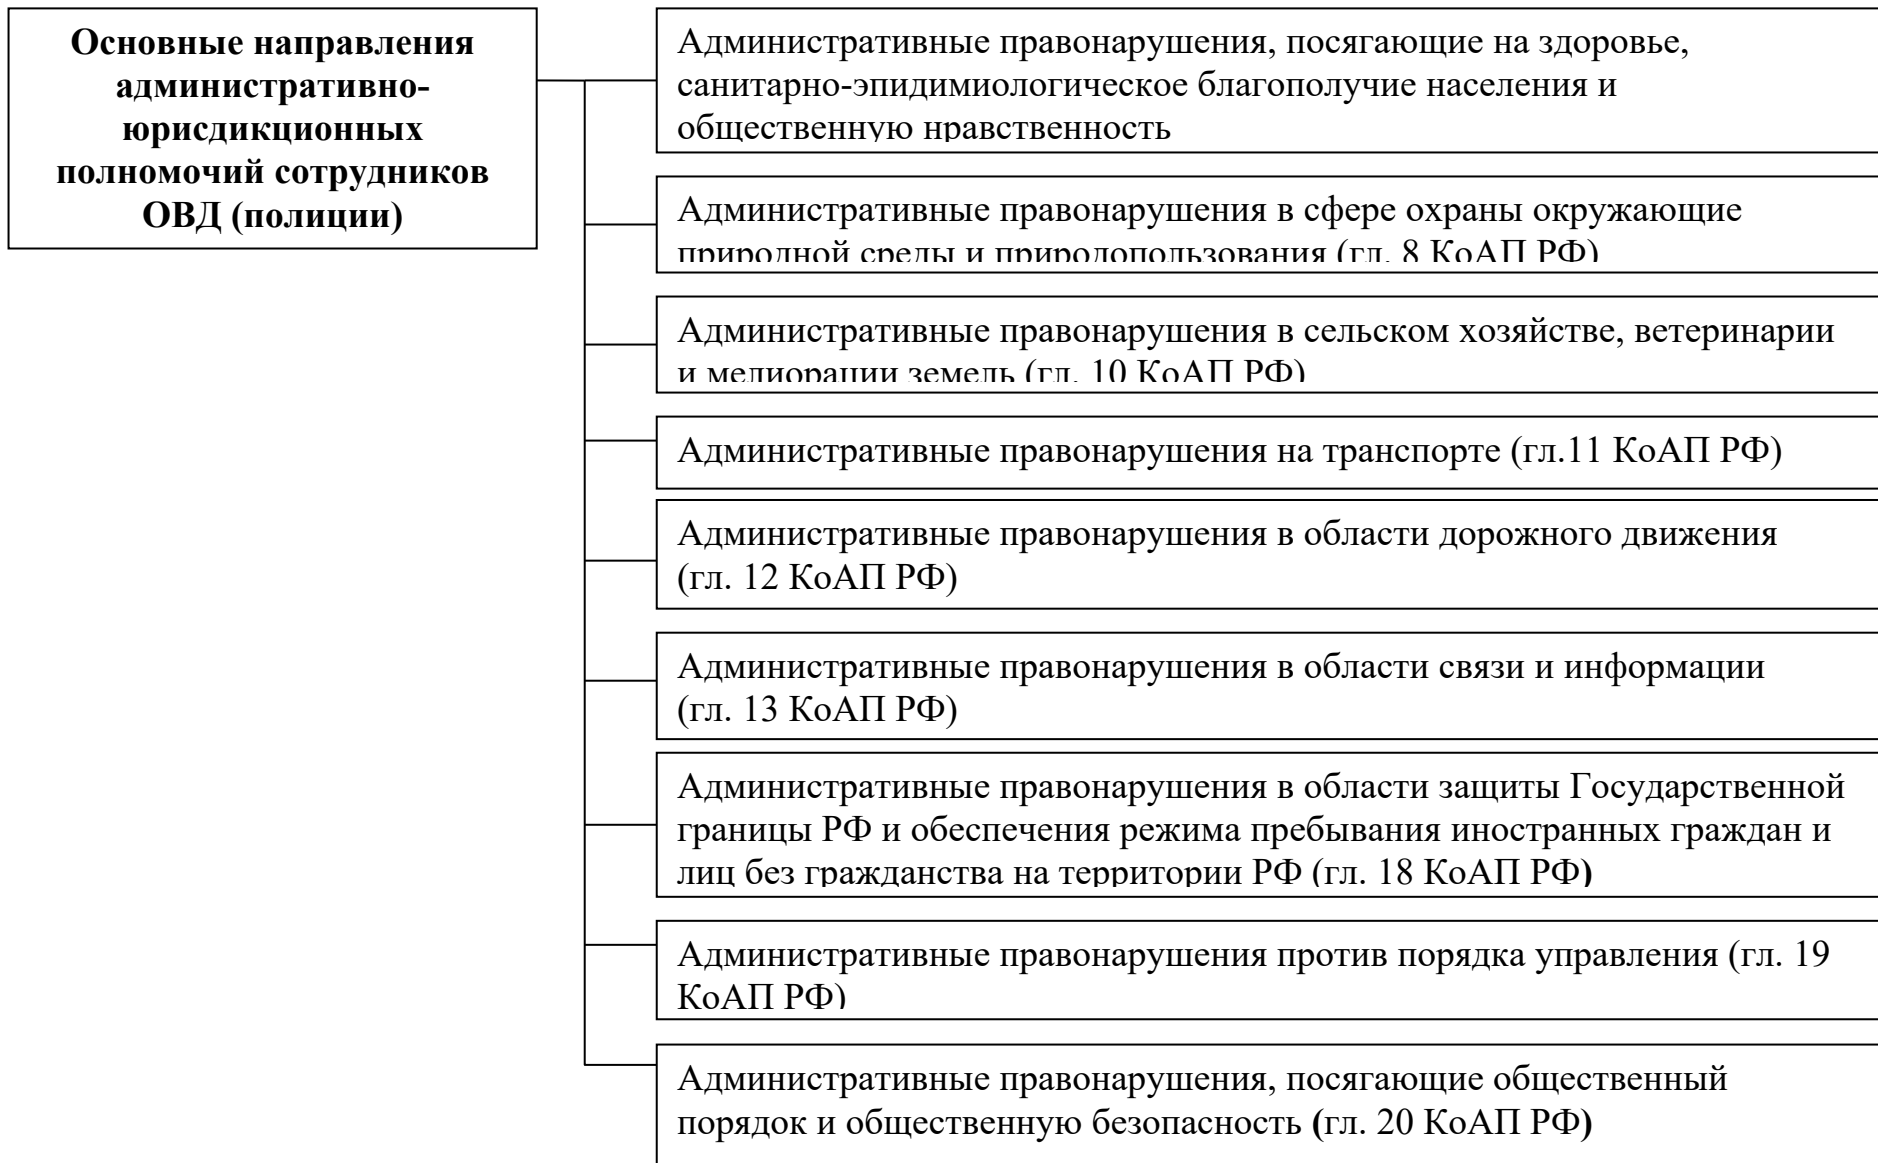 Основные направления
административно-
юрисдикционных
полномочий сотрудников
ОВД (полиции)
Административные правонарушения, посягающие на здоровье,
санитарно-эпидимиологическое благополучие населения и
общественную нравственность
Административные правонарушения в сфере охраны окружающие
природной среды и природопользования (гл. 8 КоАП РФ)
Административные правонарушения в сельском хозяйстве, ветеринарии
и мелиорации земель (гл. 10 КоАП РФ)
Административные правонарушения на транспорте (гл.11 КоАП РФ)
Административные правонарушения в области дорожного движения
(гл. 12 КоАП РФ)
Административные правонарушения в области связи и информации
(гл. 13 КоАП РФ)
Административные правонарушения в области защиты Государственной
границы РФ и обеспечения режима пребывания иностранных граждан и
лиц без гражданства на территории РФ (гл. 18 КоАП РФ)
Административные правонарушения против порядка управления (гл. 19
КоАП РФ)
Административные правонарушения, посягающие общественный
порядок и общественную безопасность (гл. 20 КоАП РФ)